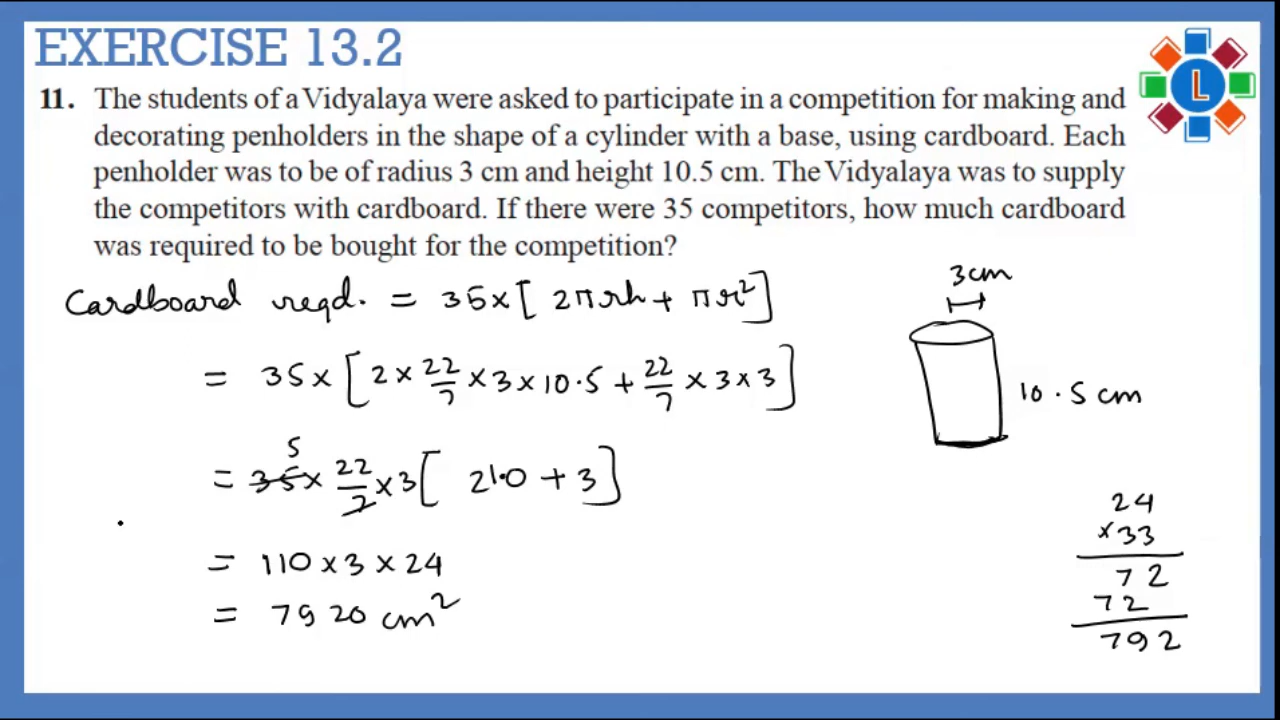 EXERCISE 13.2
L
11. The students of a Vidyalaya were asked to participate in a competition for making and
decorating penholders in the shape of a cylinder with a base, using cardboard. Each
penholder was to be of radius 3 cm and height 10.5 cm. The Vidyalaya was to supply
the competitors with cardboard. If there were 35 competitors, how much cardboard
was required to be bought for the competition?
Cardboard reqd. = 35 × [ 2πrh + πr² ]
= 35 × [ 2 × 22/7 × 3 × 10.5 + 22/7 × 3 × 3 ]
5
= 35 × 22/7 × 3 [ 21.0 + 3 ]
= 110 × 3 × 24
= 7920 cm²
3cm
10.5 cm
24
×33
72
72
792